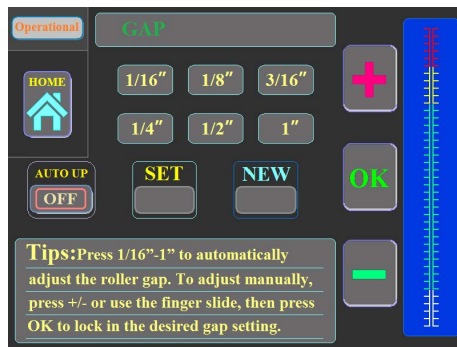 Operational
GAP
HOME
1/16″ 1/8″ 3/16″
1/4″ 1/2″ 1″
AUTO UP
OFF
SET
NEW
+
OK
−
Tips:Press 1/16”-1” to automatically
adjust the roller gap. To adjust manually,
press +/- or use the finger slide, then press
OK to lock in the desired gap setting.